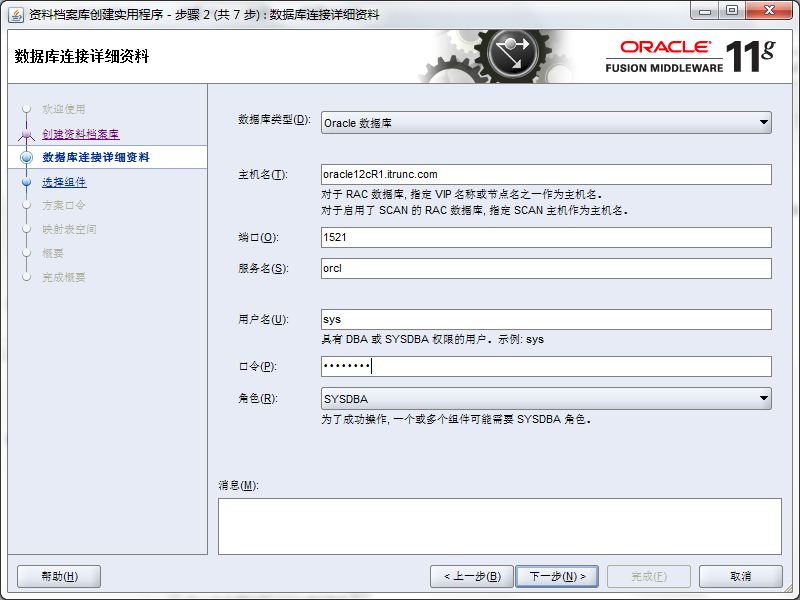 资料档案库创建实用程序 - 步骤 2 (共 7 步) : 数据库连接详细资料
数据库连接详细资料
ORACLE
FUSION MIDDLEWARE 11g
欢迎使用
创建资料档案库
数据库连接详细资料
选择组件
方案口令
映射表空间
概要
完成概要
数据库类型(D): Oracle 数据库
主机名(T): oracle12cR1.itrunc.com
对于 RAC 数据库, 指定 VIP 名称或节点名之一作为主机名。
对于启用了 SCAN 的 RAC 数据库, 指定 SCAN 主机作为主机名。
端口(O): 1521
服务名(S): orcl
用户名(U): sys
具有 DBA 或 SYSDBA 权限的用户。示例: sys
口令(P): ••••••••
角色(R): SYSDBA
为了成功操作, 一个或多个组件可能需要 SYSDBA 角色。
消息(M):
帮助(H) < 上一步(B) 下一步(N) > 完成(F) 取消